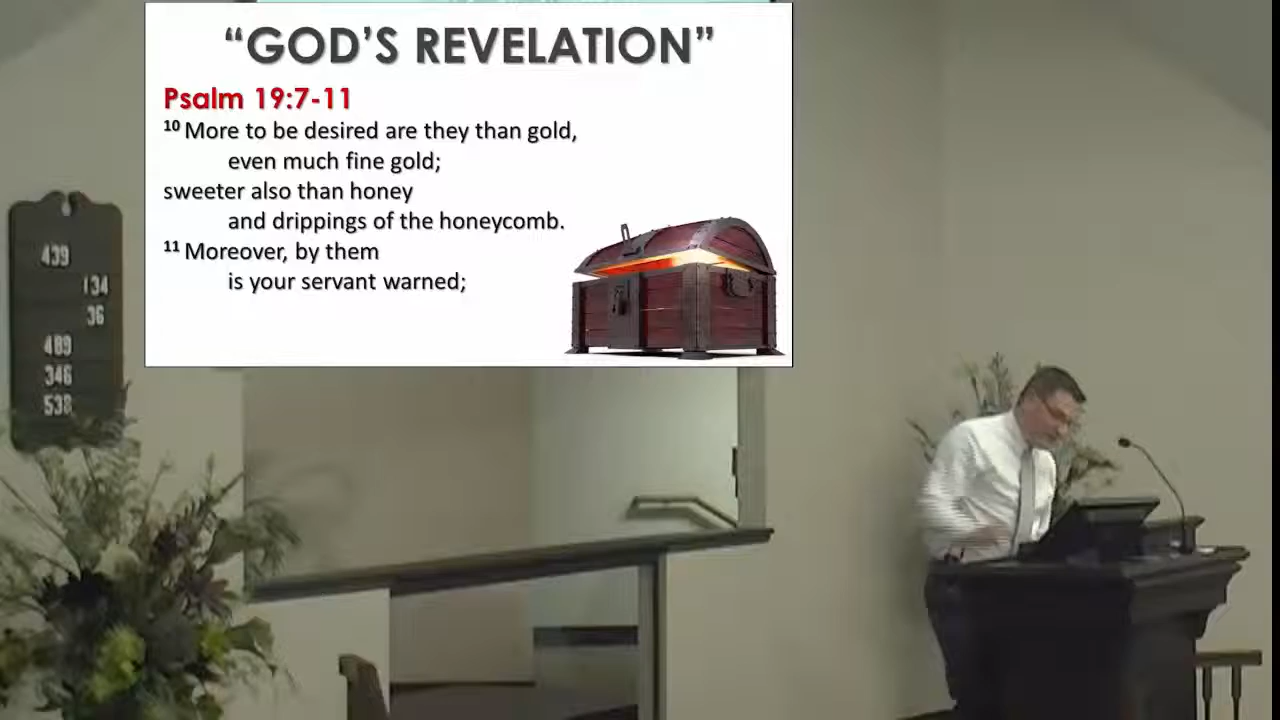 “GOD’S REVELATION”
Psalm 19:7-11
10 More to be desired are they than gold,
even much fine gold;
sweeter also than honey
and drippings of the honeycomb.
11 Moreover, by them
is your servant warned;
439
134
36
489
346
538